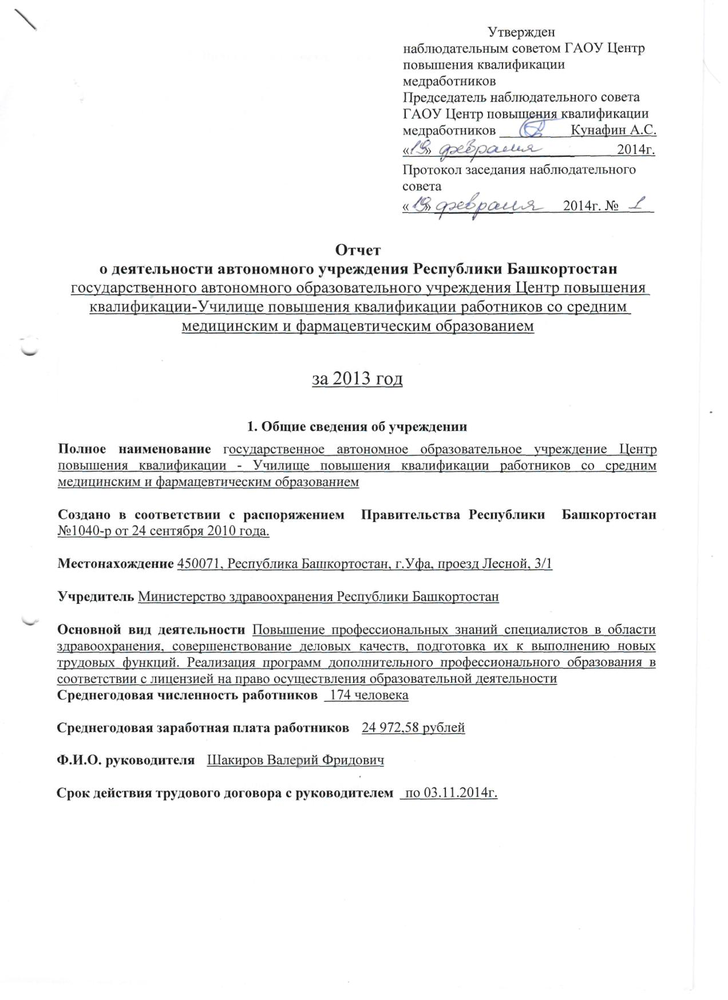 Утвержден
наблюдательным советом ГАОУ Центр
повышения квалификации
медработников
Председатель наблюдательного совета
ГАОУ Центр повышения квалификации
медработников Кунафин А.С.
«19» февраля 2014г.
Протокол заседания наблюдательного
совета
«19» февраля 2014г. № 1
Отчет
о деятельности автономного учреждения Республики Башкортостан
государственного автономного образовательного учреждения Центр повышения
квалификации-Училище повышения квалификации работников со средним
медицинским и фармацевтическим образованием
за 2013 год
1. Общие сведения об учреждении
Полное наименование государственное автономное образовательное учреждение Центр
повышения квалификации - Училище повышения квалификации работников со средним
медицинским и фармацевтическим образованием
Создано в соответствии с распоряжением Правительства Республики Башкортостан
№1040-р от 24 сентября 2010 года.
Местонахождение 450071, Республика Башкортостан, г.Уфа, проезд Лесной, 3/1
Учредитель Министерство здравоохранения Республики Башкортостан
Основной вид деятельности Повышение профессиональных знаний специалистов в области
здравоохранения, совершенствование деловых качеств, подготовка их к выполнению новых
трудовых функций. Реализация программ дополнительного профессионального образования в
соответствии с лицензией на право осуществления образовательной деятельности
Среднегодовая численность работников 174 человека
Среднегодовая заработная плата работников 24 972,58 рублей
Ф.И.О. руководителя Шакиров Валерий Фридович
Срок действия трудового договора с руководителем по 03.11.2014г.